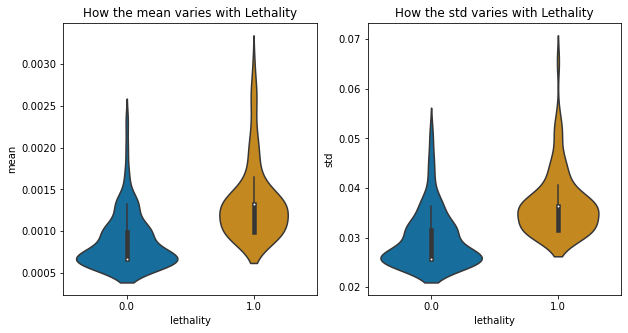 How the mean varies with Lethality
mean
0.0030
0.0025
0.0020
0.0015
0.0010
0.0005
0.0
1.0
lethality
How the std varies with Lethality
std
0.07
0.06
0.05
0.04
0.03
0.02
0.0
1.0
lethality